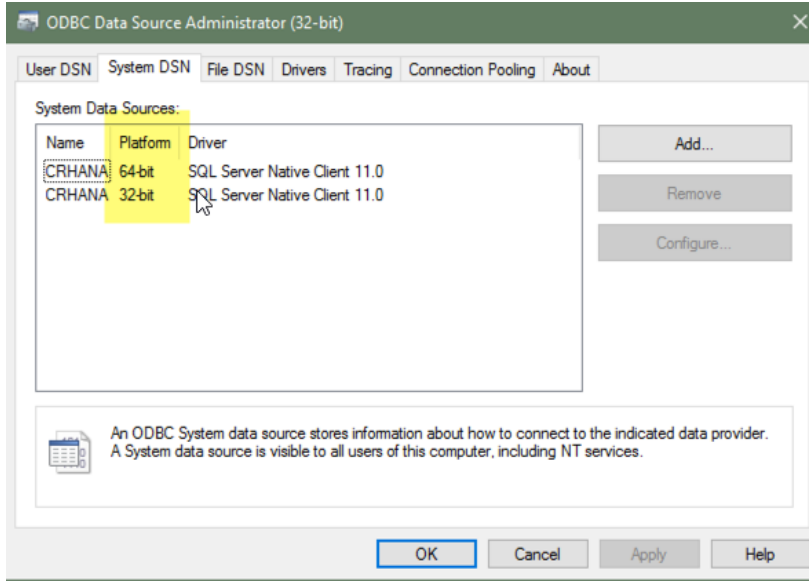 ODBC Data Source Administrator (32-bit)
User DSN System DSN File DSN Drivers Tracing Connection Pooling About
System Data Sources:
Name Platform Driver
CRHANA 64-bit SQL Server Native Client 11.0
CRHANA 32-bit SQL Server Native Client 11.0
Add...
Remove
Configure...
An ODBC System data source stores information about how to connect to the indicated data provider.
A System data source is visible to all users of this computer, including NT services.
OK Cancel Apply Help